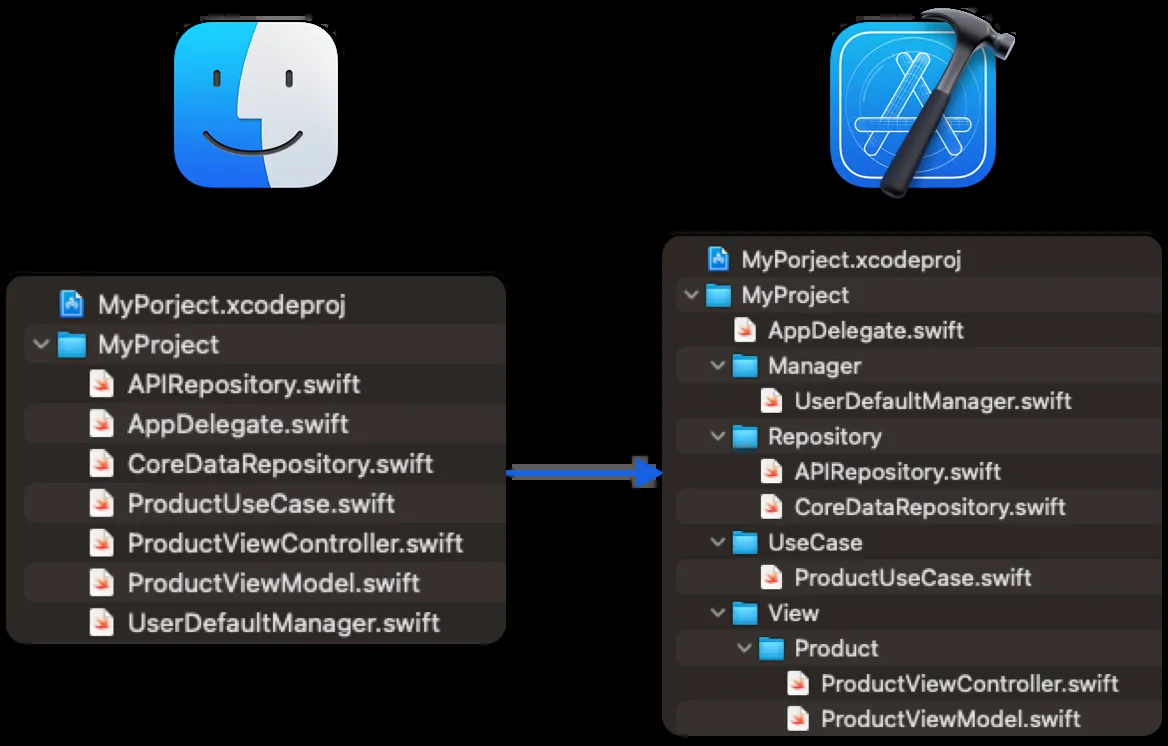 MyPorject.xcodeproj
MyProject
APIRepository.swift
AppDelegate.swift
CoreDataRepository.swift
ProductUseCase.swift
ProductViewController.swift
ProductViewModel.swift
UserDefaultManager.swift
MyPorject.xcodeproj
MyProject
AppDelegate.swift
Manager
UserDefaultManager.swift
Repository
APIRepository.swift
CoreDataRepository.swift
UseCase
ProductUseCase.swift
View
Product
ProductViewController.swift
ProductViewModel.swift